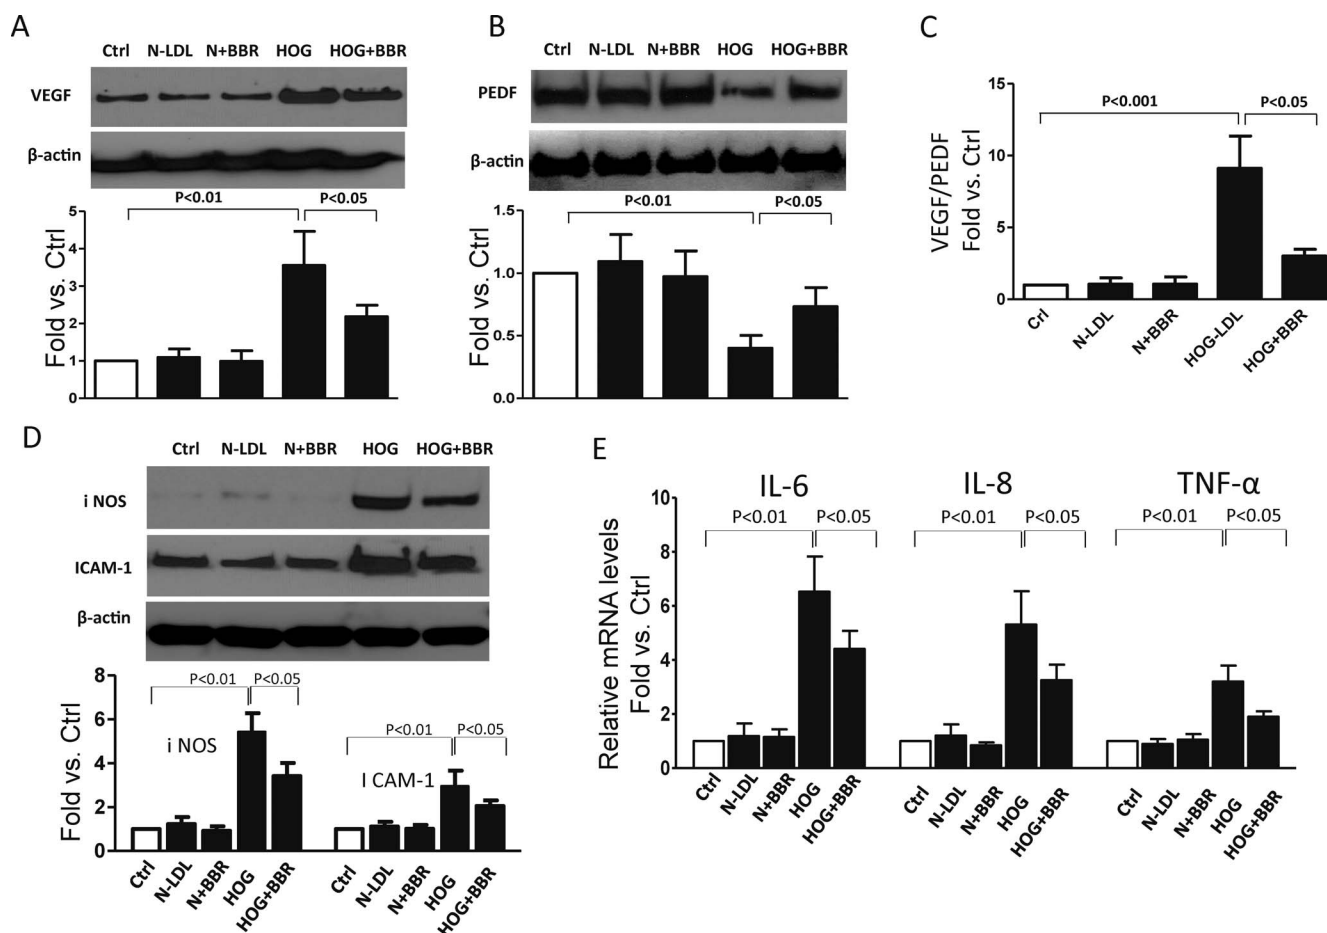 A
Ctrl N-LDL N+BBR HOG HOG+BBR
VEGF
β-actin
P<0.01 P<0.05
Fold vs. Ctrl
5
4
3
2
1
0
B
Ctrl N-LDL N+BBR HOG HOG+BBR
PEDF
β-actin
P<0.01 P<0.05
Fold vs. Ctrl
1.5
1.0
0.5
0.0
C
P<0.001 P<0.05
VEGF/PEDF
Fold vs. Ctrl
15
10
5
0
Crl N-LDL N+BBR HOG-LDL HOG+BBR
D
Ctrl N-LDL N+BBR HOG HOG+BBR
i NOS
ICAM-1
β-actin
Fold vs. Ctrl
8
6
4
2
0
P<0.01 P<0.05
i NOS
P<0.01 P<0.05
I CAM-1
Ctrl N-LDL N+BBR HOG HOG+BBR Ctrl N-LDL N+BBR HOG HOG+BBR
E
IL-6 IL-8 TNF-α
P<0.01 P<0.05 P<0.01 P<0.05 P<0.01 P<0.05
Relative mRNA levels
Fold vs. Ctrl
10
8
6
4
2
0
Ctrl N-LDL N+BBR HOG HOG+BBR Ctrl N-LDL N+BBR HOG HOG+BBR Ctrl N-LDL N+BBR HOG HOG+BBR